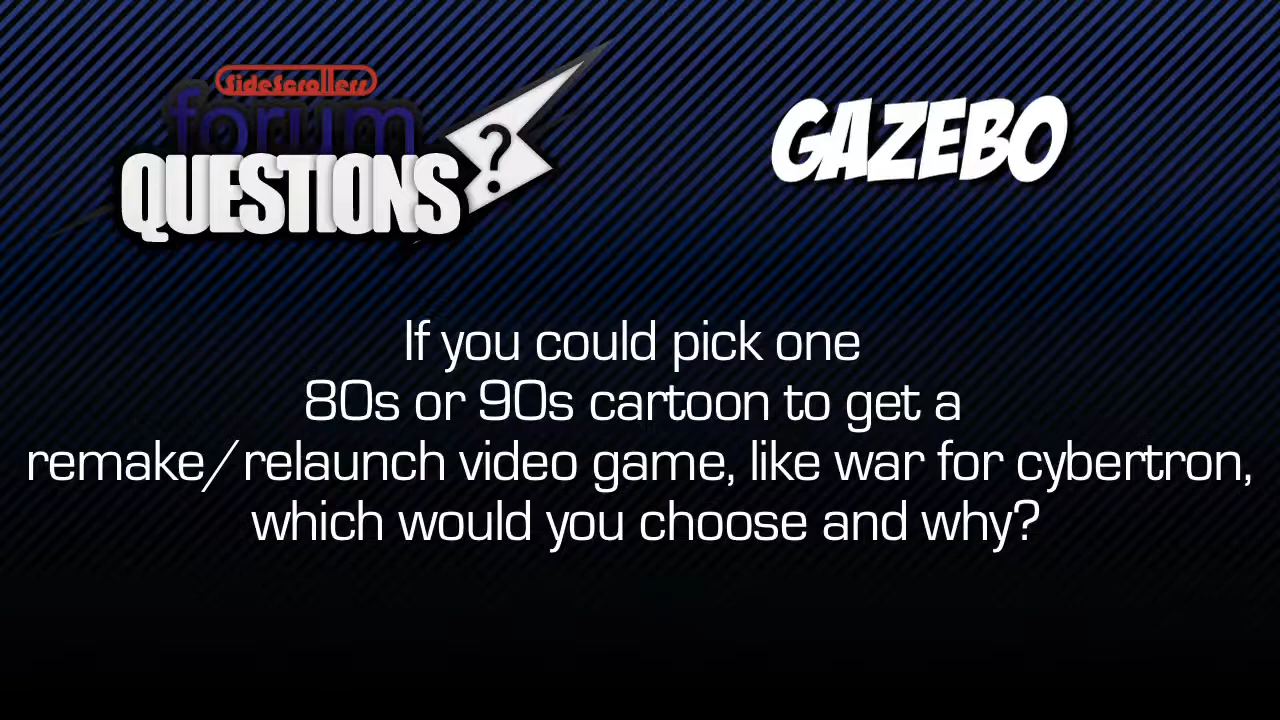 SideScrollers
forum
QUESTIONS
?
GAZEBO
If you could pick one
80s or 90s cartoon to get a
remake/relaunch video game, like war for cybertron,
which would you choose and why?